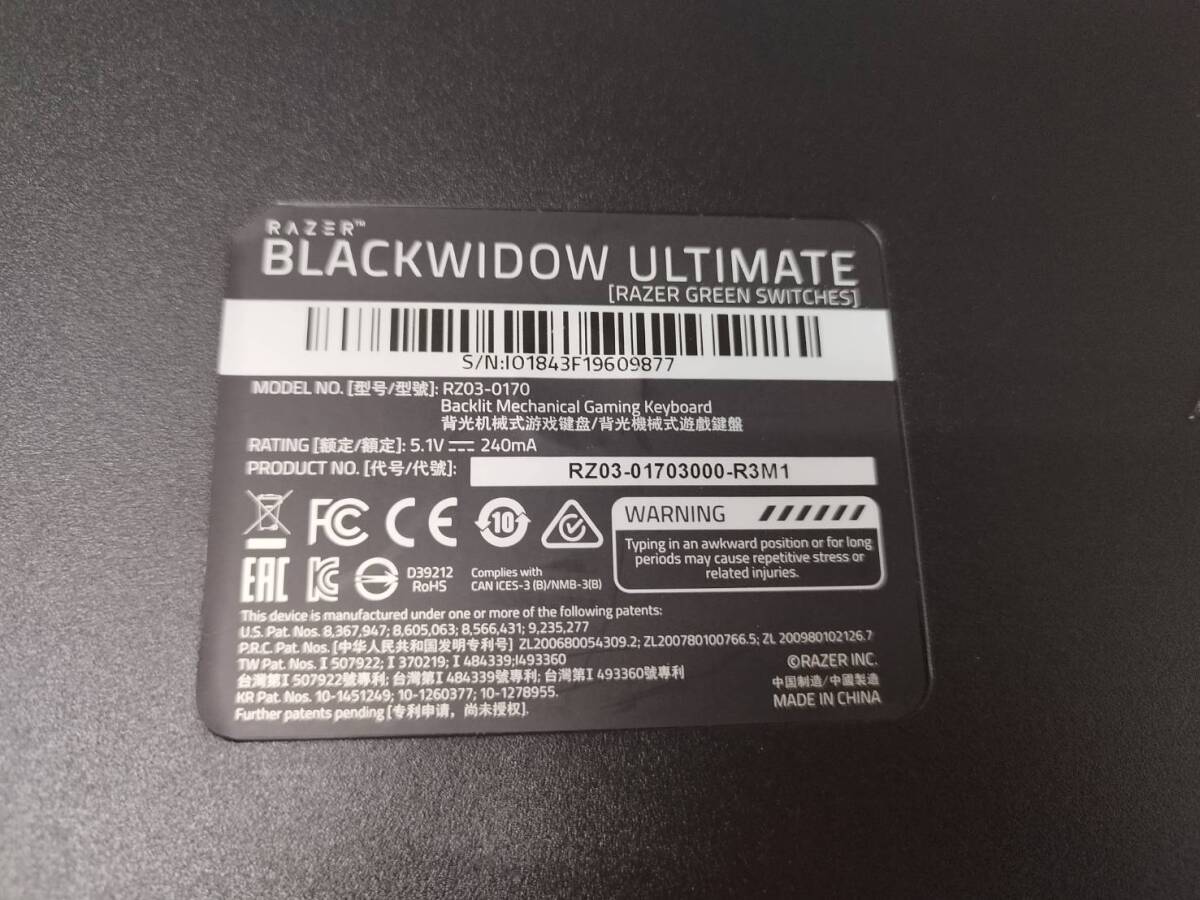 RAZER™
BLACKWIDOW ULTIMATE
[RAZER GREEN SWITCHES]
S/N:IO1843F19609877
MODEL NO. [型号/型號]: RZ03-0170
Backlit Mechanical Gaming Keyboard
背光机械式游戏键盘/背光機械式遊戲鍵盤
RATING [额定/額定]: 5.1V ⎓ 240mA
PRODUCT NO. [代号/代號]: RZ03-01703000-R3M1
FC CE 10
WARNING
Typing in an awkward position or for long
periods may cause repetitive stress or
related injuries.
EAC KC D39212 RoHS
Complies with
CAN ICES-3 (B)/NMB-3(B)
This device is manufactured under one or more of the following patents:
U.S. Pat. Nos. 8,367,947; 8,605,063; 8,566,431; 9,235,277
P.R.C. Pat. Nos. [中华人民共和国发明专利号] ZL200680054309.2; ZL200780100766.5; ZL 200980102126.7
TW Pat. Nos. I 507922; I 370219; I 484339;I493360
台灣第I 507922號專利; 台灣第I 484339號專利; 台灣第I 493360號專利
KR Pat. Nos. 10-1451249; 10-1260377; 10-1278955.
Further patents pending [专利申请，尚未授权].
©RAZER INC.
中国制造/中國製造
MADE IN CHINA